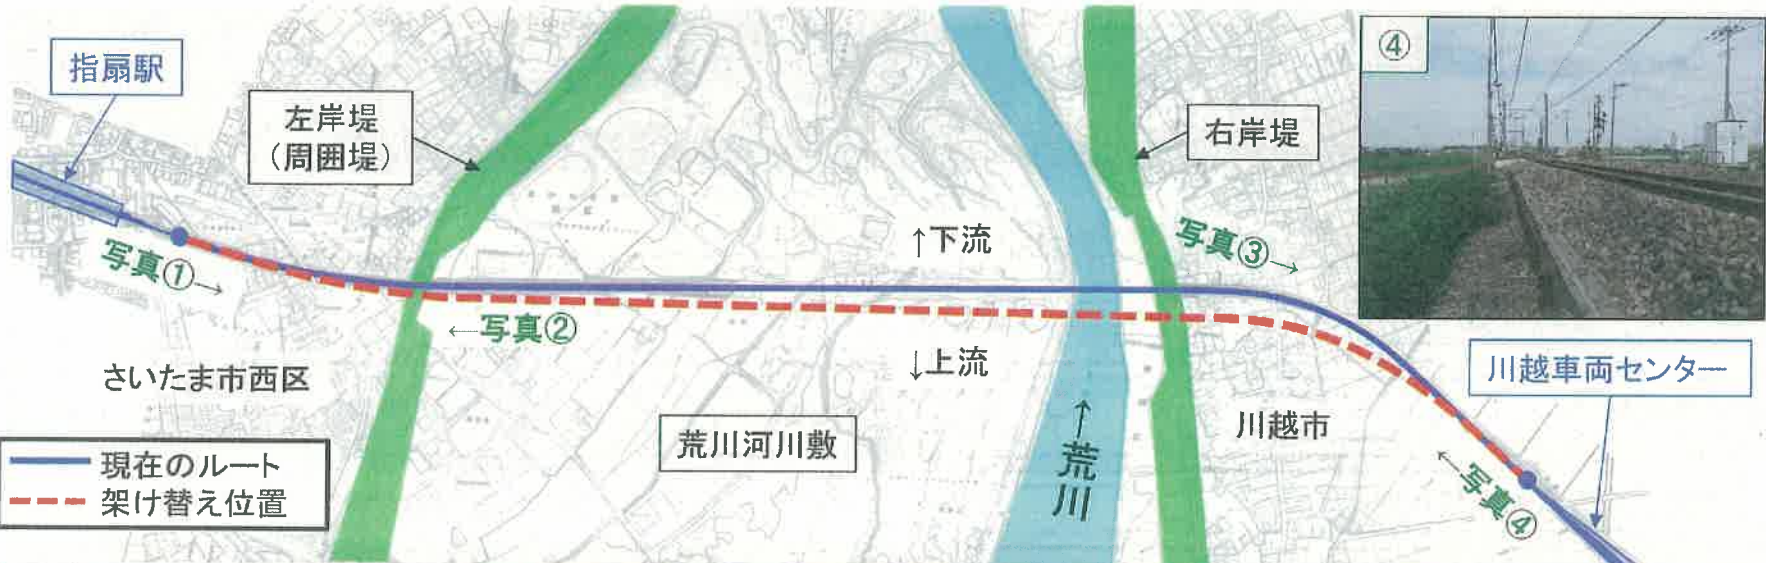 指扇駅
左岸堤
(周囲堤)
右岸堤
④
↑下流
写真③→
写真①→
←写真②
↓上流
さいたま市西区
荒川河川敷
↑荒川
川越市
川越車両センター
←写真④
現在のルート
架け替え位置